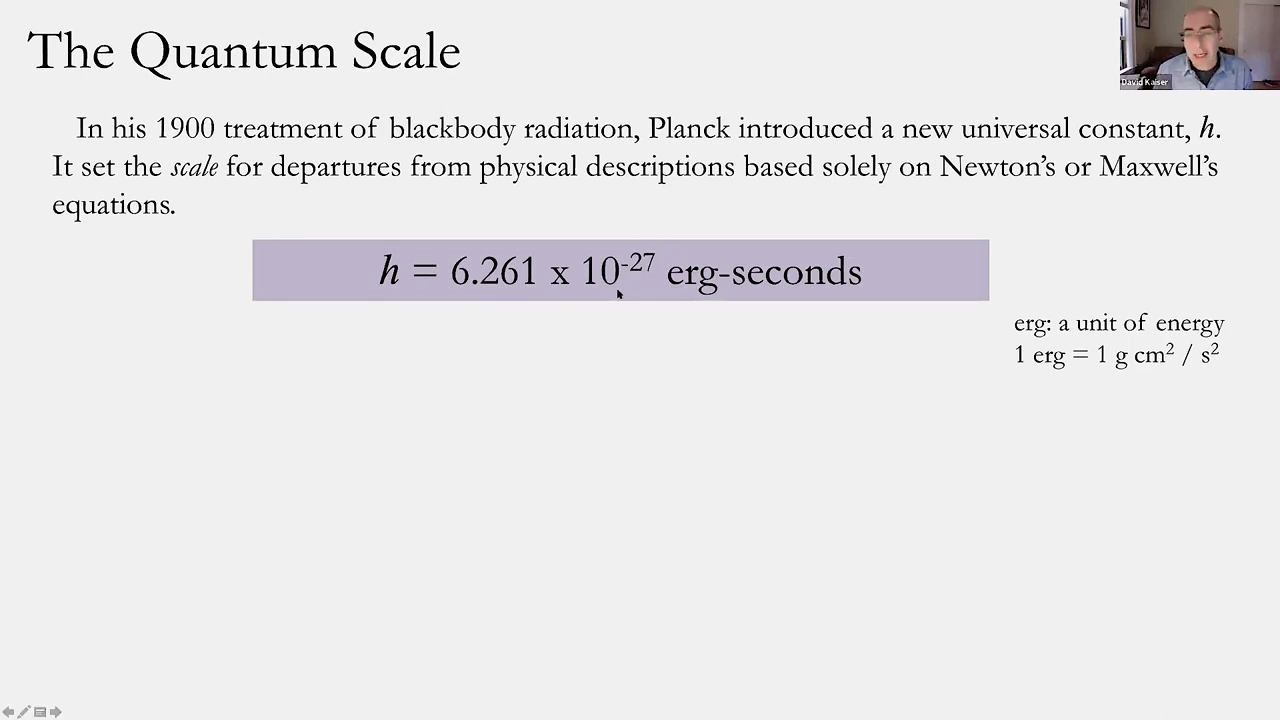 The Quantum Scale
David Kaiser
In his 1900 treatment of blackbody radiation, Planck introduced a new universal constant, h.
It set the scale for departures from physical descriptions based solely on Newton’s or Maxwell’s
equations.
h = 6.261 x 10⁻²⁷ erg-seconds
erg: a unit of energy
1 erg = 1 g cm² / s²